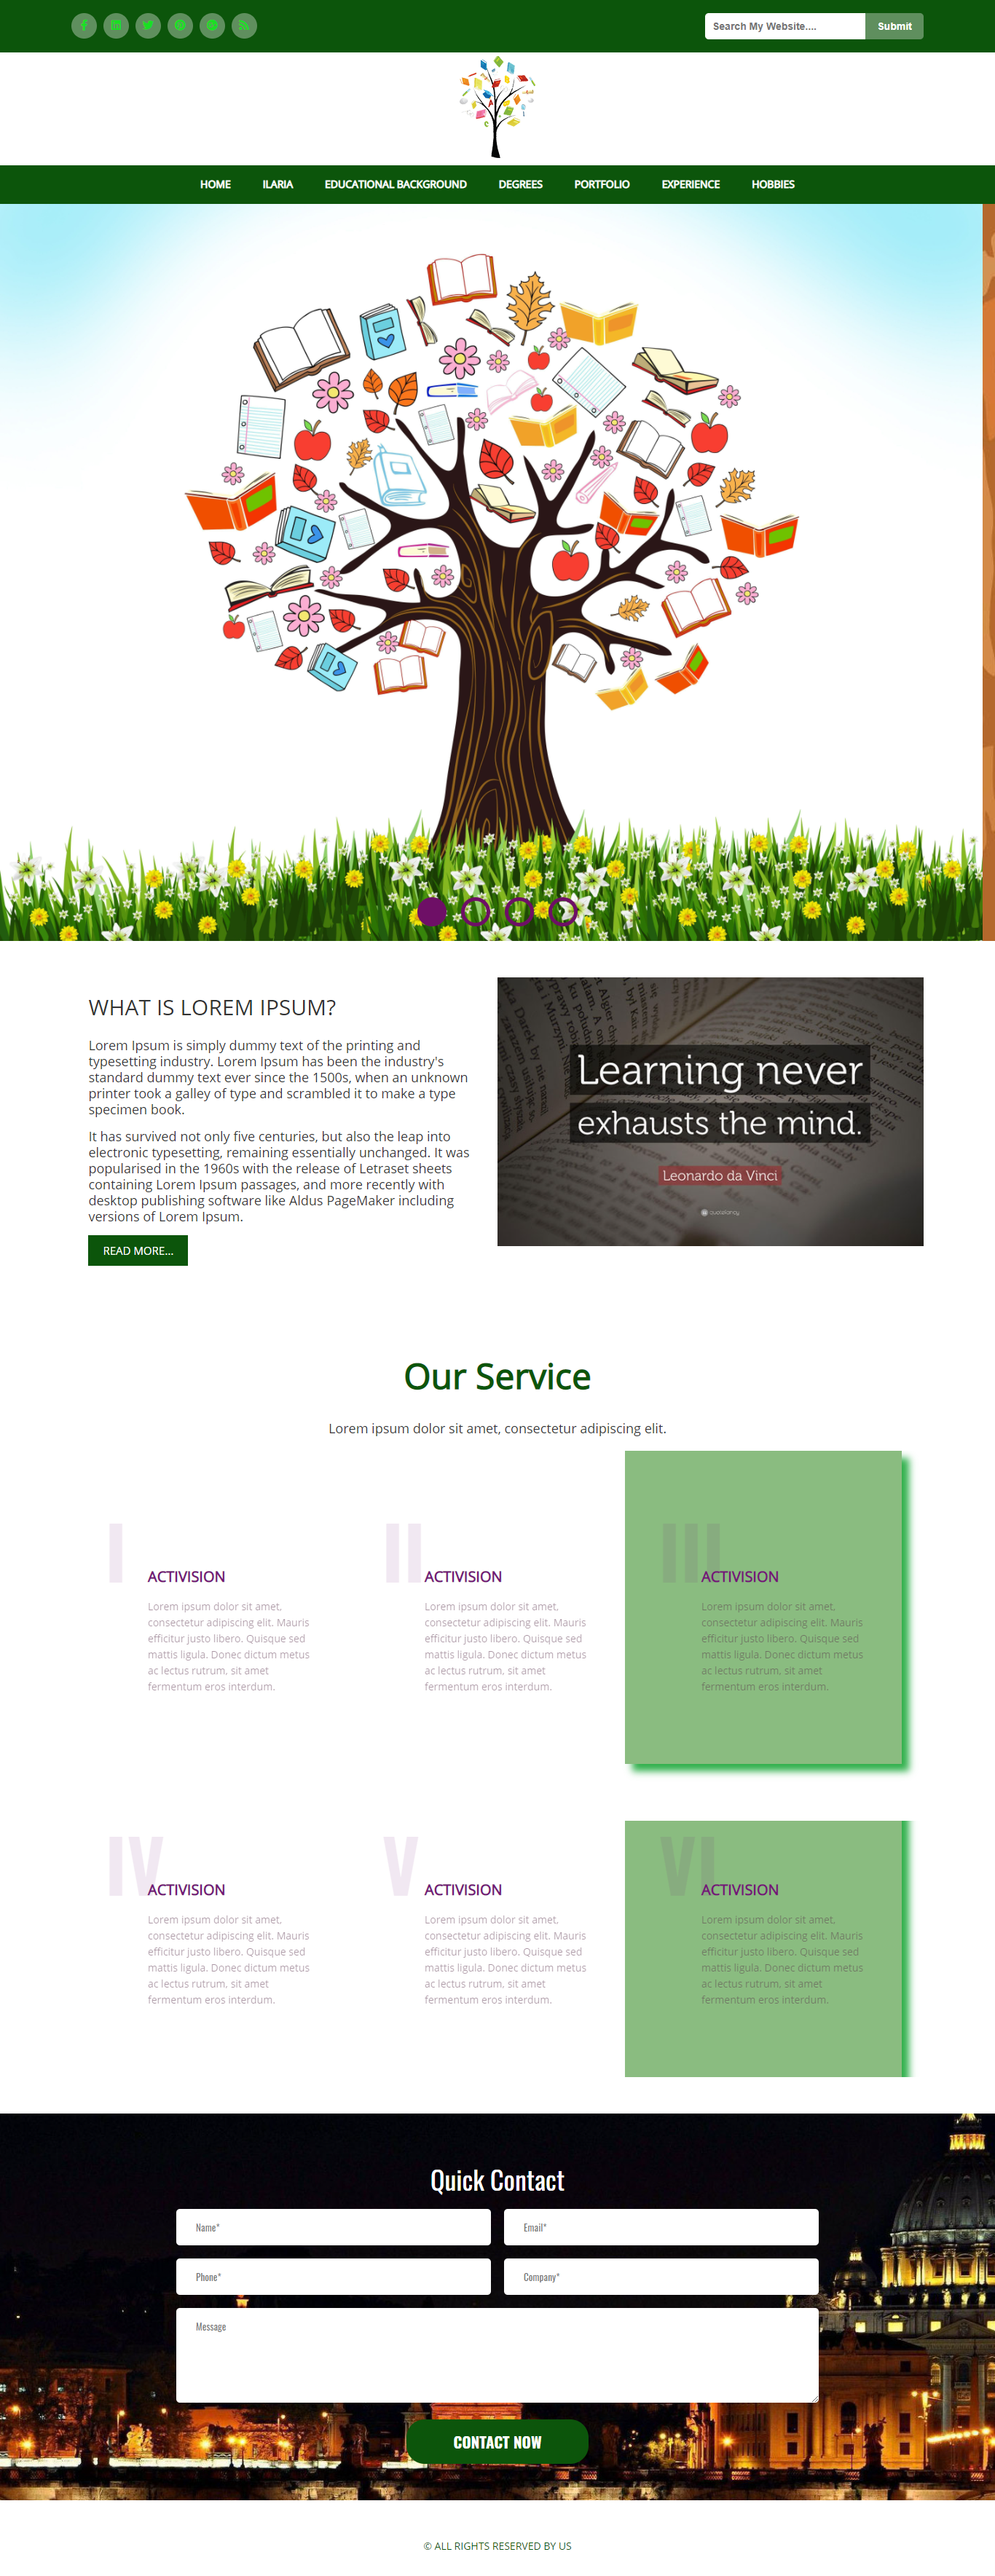 Search My Website....
Submit
HOME
ILARIA
EDUCATIONAL BACKGROUND
DEGREES
PORTFOLIO
EXPERIENCE
HOBBIES
WHAT IS LOREM IPSUM?
Lorem Ipsum is simply dummy text of the printing and
typesetting industry. Lorem Ipsum has been the industry's
standard dummy text ever since the 1500s, when an unknown
printer took a galley of type and scrambled it to make a type
specimen book.
It has survived not only five centuries, but also the leap into
electronic typesetting, remaining essentially unchanged. It was
popularised in the 1960s with the release of Letraset sheets
containing Lorem Ipsum passages, and more recently with
desktop publishing software like Aldus PageMaker including
versions of Lorem Ipsum.
READ MORE...
Learning never
exhausts the mind.
Leonardo da Vinci
quotefancy
Our Service
Lorem ipsum dolor sit amet, consectetur adipiscing elit.
I
ACTIVISION
Lorem ipsum dolor sit amet,
consectetur adipiscing elit. Mauris
efficitur justo libero. Quisque sed
mattis ligula. Donec dictum metus
ac lectus rutrum, sit amet
fermentum eros interdum.
II
ACTIVISION
Lorem ipsum dolor sit amet,
consectetur adipiscing elit. Mauris
efficitur justo libero. Quisque sed
mattis ligula. Donec dictum metus
ac lectus rutrum, sit amet
fermentum eros interdum.
III
ACTIVISION
Lorem ipsum dolor sit amet,
consectetur adipiscing elit. Mauris
efficitur justo libero. Quisque sed
mattis ligula. Donec dictum metus
ac lectus rutrum, sit amet
fermentum eros interdum.
IV
ACTIVISION
Lorem ipsum dolor sit amet,
consectetur adipiscing elit. Mauris
efficitur justo libero. Quisque sed
mattis ligula. Donec dictum metus
ac lectus rutrum, sit amet
fermentum eros interdum.
V
ACTIVISION
Lorem ipsum dolor sit amet,
consectetur adipiscing elit. Mauris
efficitur justo libero. Quisque sed
mattis ligula. Donec dictum metus
ac lectus rutrum, sit amet
fermentum eros interdum.
VI
ACTIVISION
Lorem ipsum dolor sit amet,
consectetur adipiscing elit. Mauris
efficitur justo libero. Quisque sed
mattis ligula. Donec dictum metus
ac lectus rutrum, sit amet
fermentum eros interdum.
Quick Contact
Name*
Email*
Phone*
Company*
Message
CONTACT NOW
© ALL RIGHTS RESERVED BY US